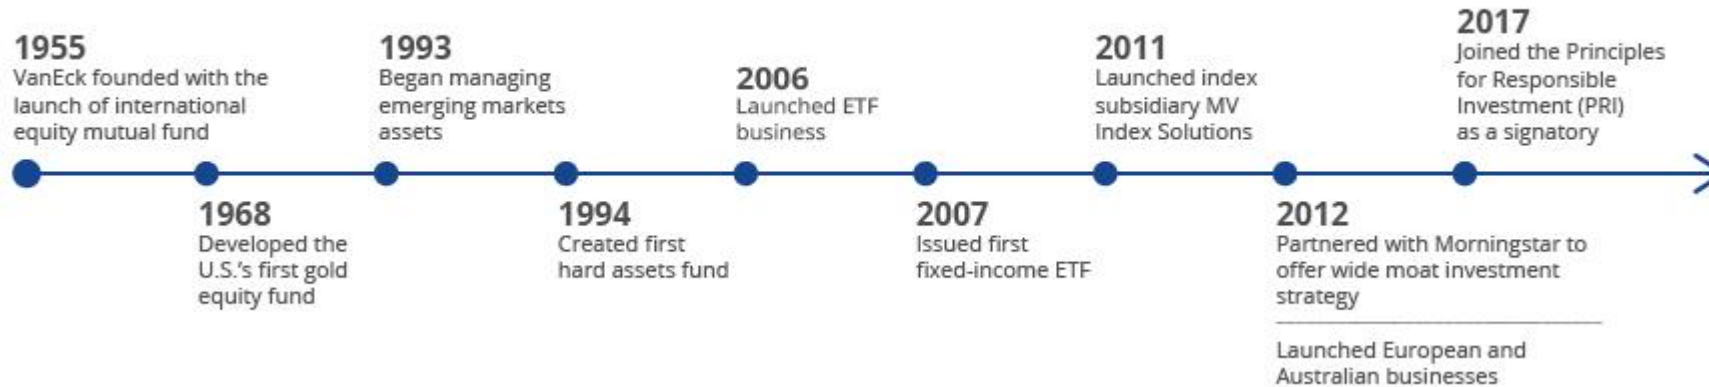 1955
VanEck founded with the
launch of international
equity mutual fund
1968
Developed the
U.S.'s first gold
equity fund
1993
Began managing
emerging markets
assets
1994
Created first
hard assets fund
2006
Launched ETF
business
2007
Issued first
fixed-income ETF
2011
Launched index
subsidiary MV
Index Solutions
2012
Partnered with Morningstar to
offer wide moat investment
strategy
Launched European and
Australian businesses
2017
Joined the Principles
for Responsible
Investment (PRI)
as a signatory